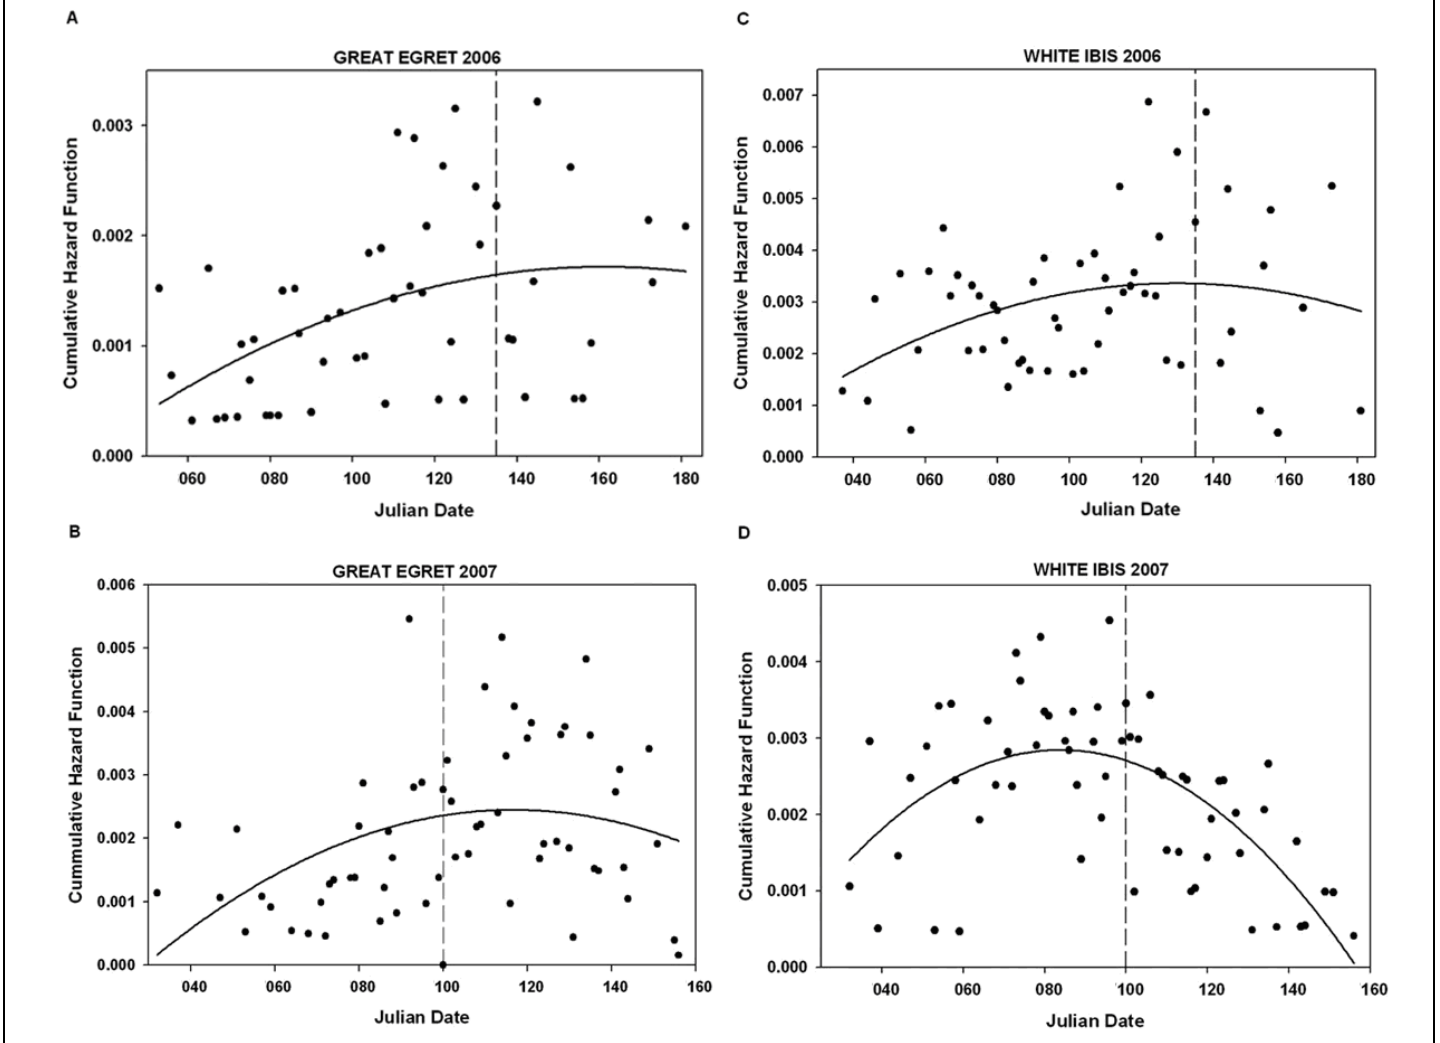 A
GREAT EGRET 2006
Cumulative Hazard Function
0.003
0.002
0.001
0.000
060 080 100 120 140 160 180
Julian Date
C
WHITE IBIS 2006
Cumulative Hazard Function
0.007
0.006
0.005
0.004
0.003
0.002
0.001
0.000
040 060 080 100 120 140 160 180
Julian Date
B
GREAT EGRET 2007
Cummulative Hazard Function
0.006
0.005
0.004
0.003
0.002
0.001
0.000
040 060 080 100 120 140 160
Julian Date
D
WHITE IBIS 2007
Cumulative Hazard Function
0.005
0.004
0.003
0.002
0.001
0.000
040 060 080 100 120 140 160
Julian Date